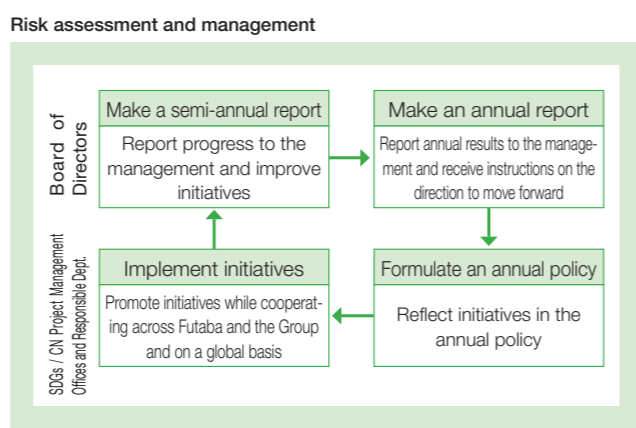 Risk assessment and management
Board of
Directors
Make a semi-annual report
Report progress to the
management and improve
initiatives
Make an annual report
Report annual results to the manage-
ment and receive instructions on the
direction to move forward
SDGs / CN Project Management
Offices and Responsible Dept.
Implement initiatives
Promote initiatives while cooperat-
ing across Futaba and the Group
and on a global basis
Formulate an annual policy
Reflect initiatives in the
annual policy